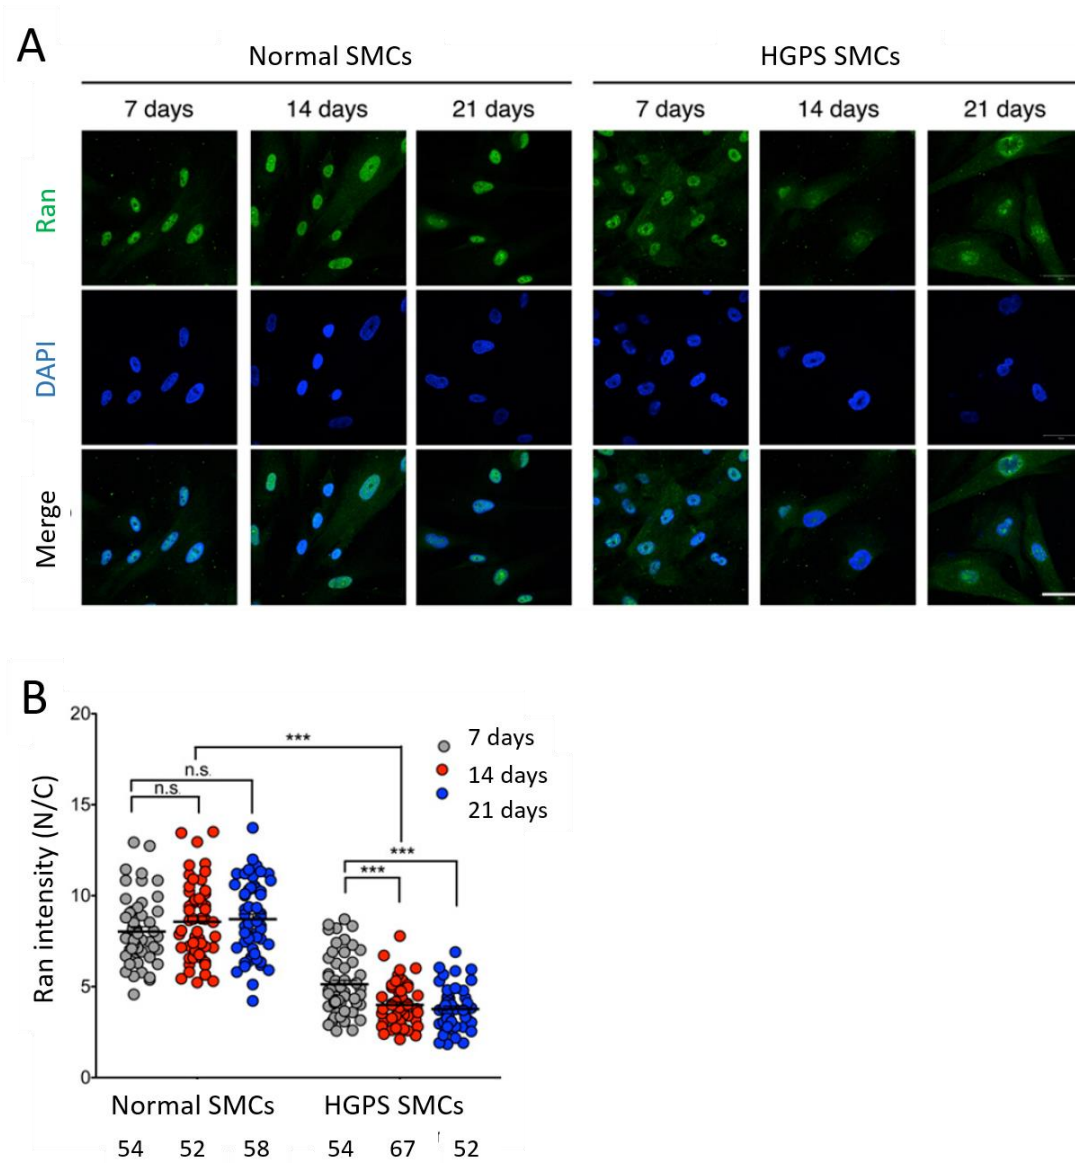 A
Normal SMCs HGPS SMCs
7 days 14 days 21 days 7 days 14 days 21 days
Ran
DAPI
Merge
B
20
15
10
5
0
Ran intensity (N/C)
***
n.s.
n.s.
***
***
7 days
14 days
21 days
Normal SMCs HGPS SMCs
54 52 58 54 67 52